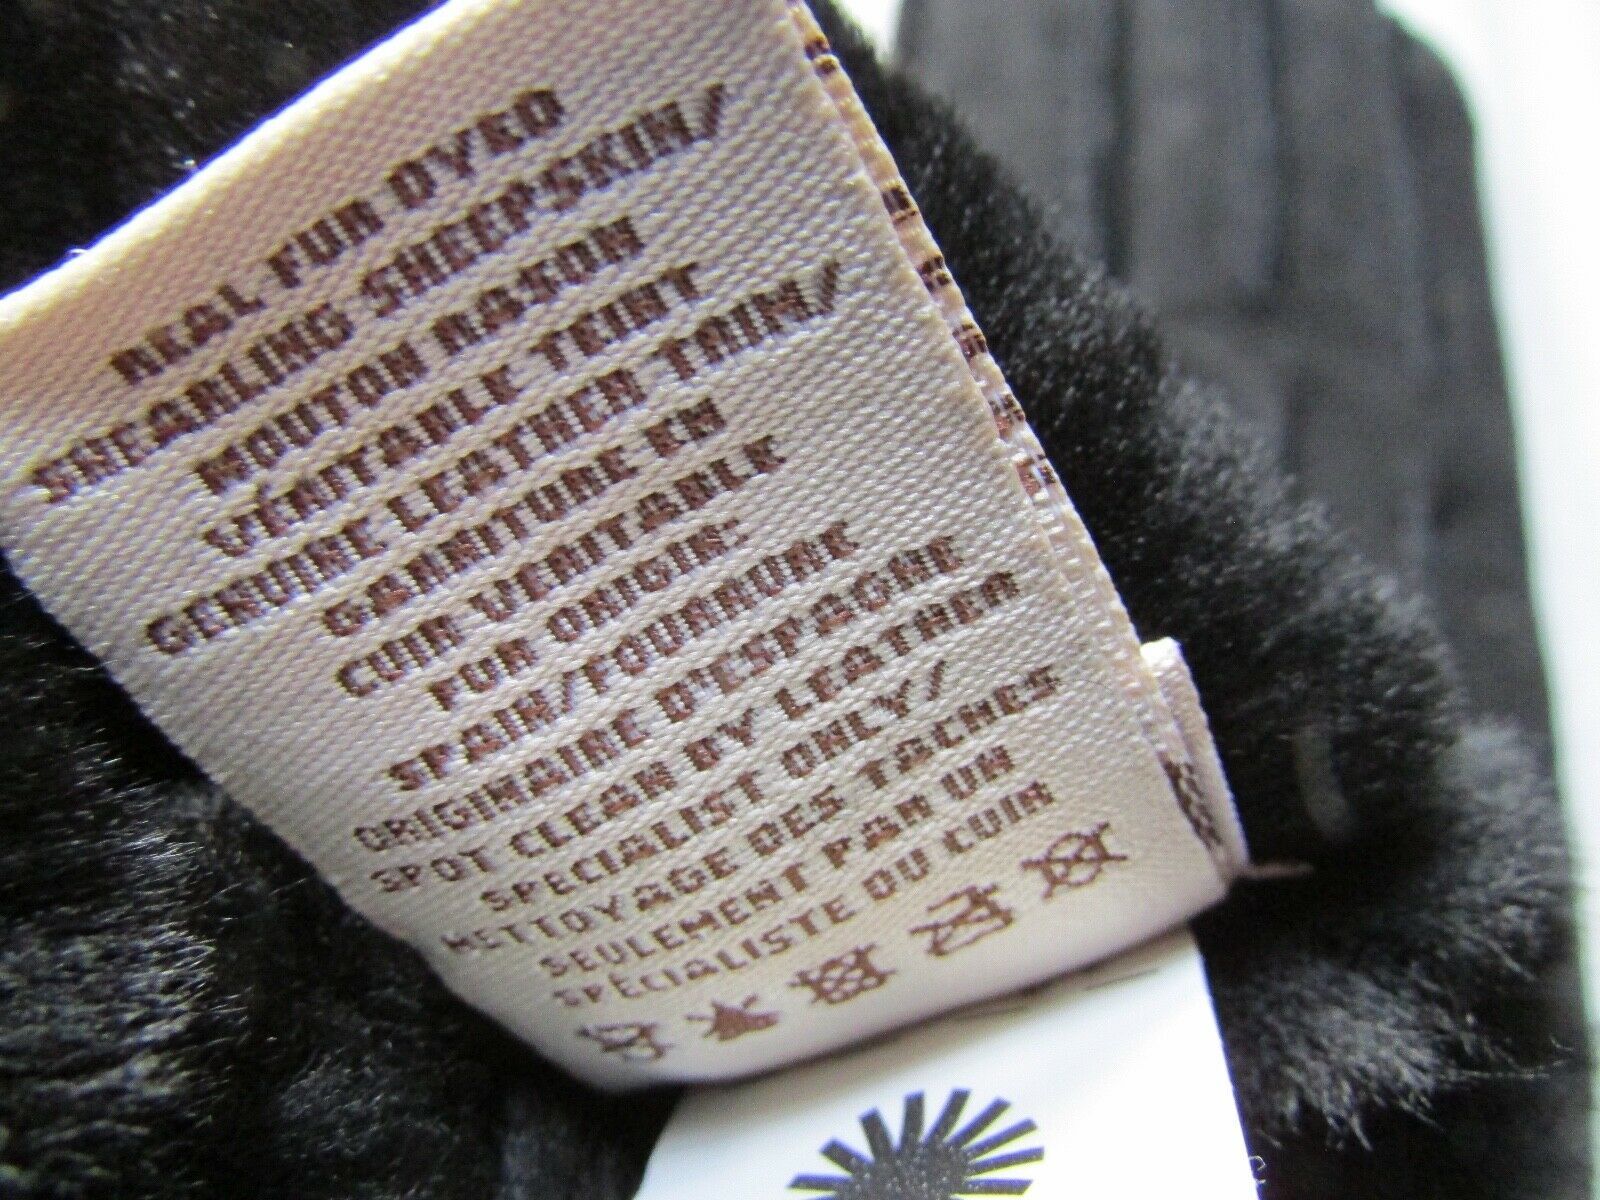 REAL FUR DYED
SHEARLING SHEEPSKIN/
MOUTON RASON
VÉRITABLE TEINT
GENUINE LEATHER TRIM/
GARNITURE EN
CUIR VERITABLE
FUR ORIGIN:
SPAIN/FOURRURE
ORIGINAIRE D'ESPAGNE
SPOT CLEAN BY LEATHER
SPECIALIST ONLY/
NETTOYAGE DES TACHES
SEULEMENT PAR UN
SPÉCIALISTE DU CUIR